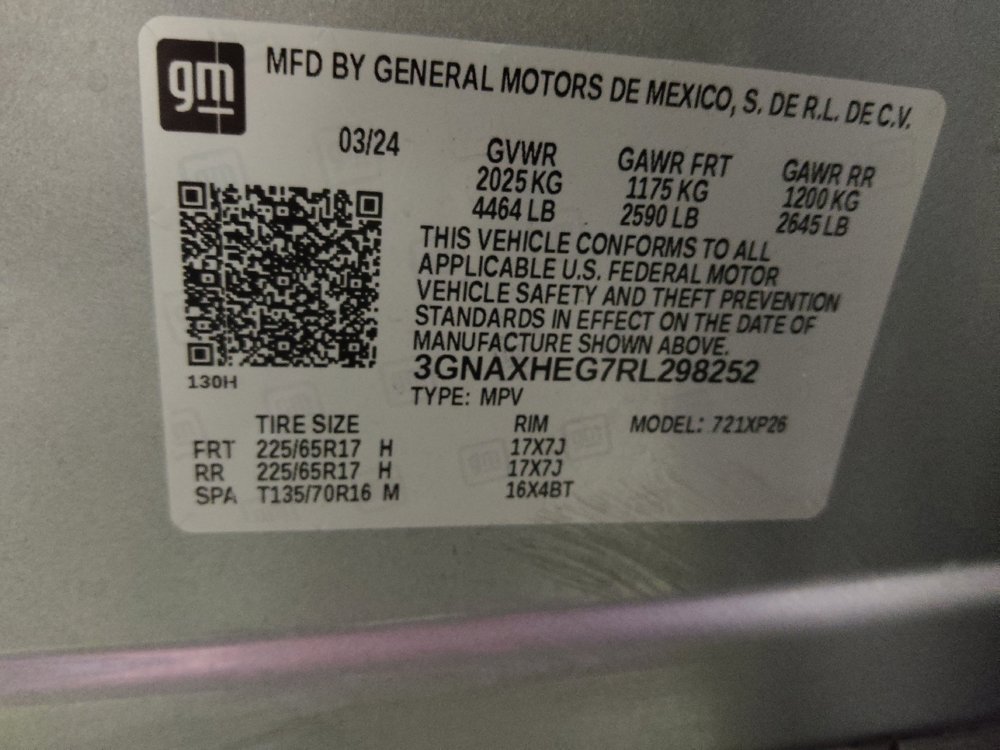 gm
MFD BY GENERAL MOTORS DE MEXICO, S. DE R.L. DE C.V.
03/24
GVWR GAWR FRT GAWR RR
2025 KG 1175 KG 1200 KG
4464 LB 2590 LB 2645 LB
THIS VEHICLE CONFORMS TO ALL
APPLICABLE U.S. FEDERAL MOTOR
VEHICLE SAFETY AND THEFT PREVENTION
STANDARDS IN EFFECT ON THE DATE OF
MANUFACTURE SHOWN ABOVE.
3GNAXHEG7RL298252
130H
TYPE: MPV
TIRE SIZE RIM MODEL: 721XP26
FRT 225/65R17 H 17X7J
RR 225/65R17 H 17X7J
SPA T135/70R16 M 16X4BT